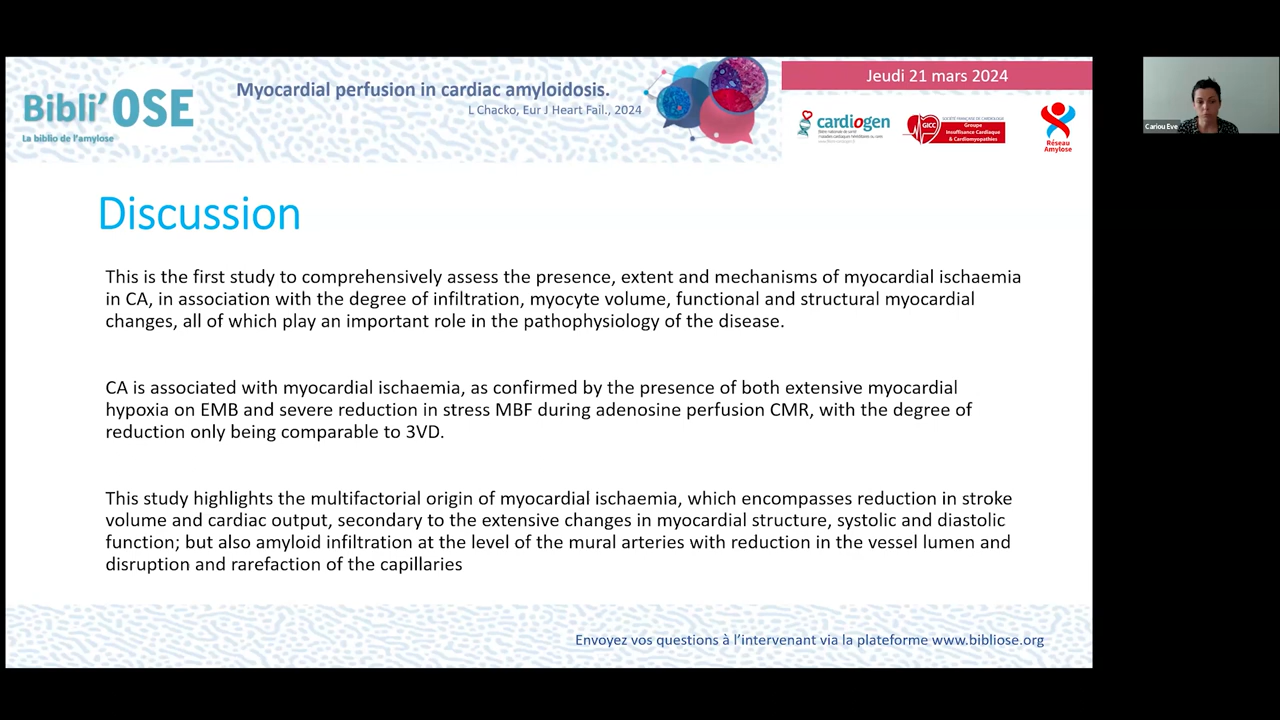 Bibli'OSE
La biblio de l'amylose
Myocardial perfusion in cardiac amyloidosis.
L Chacko, Eur J Heart Fail., 2024
Jeudi 21 mars 2024
cardiogen
GICC
Groupe
Insuffisance Cardiaque
& Cardiomyopathies
Réseau
Amylose
Cariou Eve
Discussion
This is the first study to comprehensively assess the presence, extent and mechanisms of myocardial ischaemia
in CA, in association with the degree of infiltration, myocyte volume, functional and structural myocardial
changes, all of which play an important role in the pathophysiology of the disease.
CA is associated with myocardial ischaemia, as confirmed by the presence of both extensive myocardial
hypoxia on EMB and severe reduction in stress MBF during adenosine perfusion CMR, with the degree of
reduction only being comparable to 3VD.
This study highlights the multifactorial origin of myocardial ischaemia, which encompasses reduction in stroke
volume and cardiac output, secondary to the extensive changes in myocardial structure, systolic and diastolic
function; but also amyloid infiltration at the level of the mural arteries with reduction in the vessel lumen and
disruption and rarefaction of the capillaries
Envoyez vos questions à l'intervenant via la plateforme www.bibliose.org